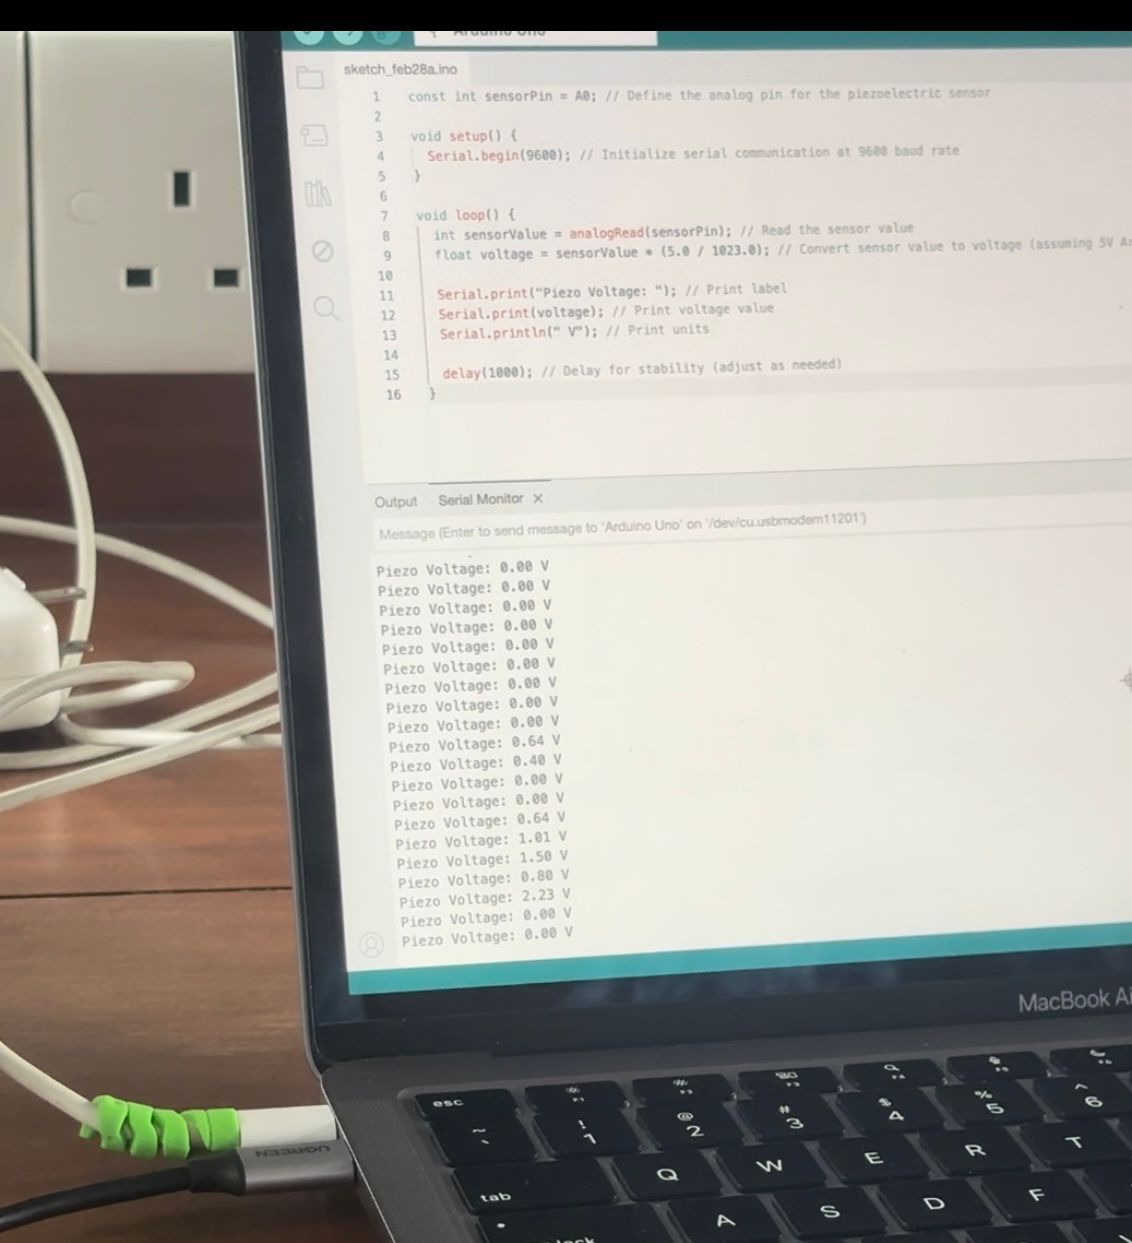 Arduino Uno
sketch_feb28a.ino
1 const int sensorPin = A0; // Define the analog pin for the piezoelectric sensor
2
3 void setup() {
4 Serial.begin(9600); // Initialize serial communication at 9600 baud rate
5 }
6
7 void loop() {
8 int sensorValue = analogRead(sensorPin); // Read the sensor value
9 float voltage = sensorValue * (5.0 / 1023.0); // Convert sensor value to voltage (assuming 5V Ar
10
11 Serial.print("Piezo Voltage: "); // Print label
12 Serial.print(voltage); // Print voltage value
13 Serial.println(" V"); // Print units
14
15 delay(1000); // Delay for stability (adjust as needed)
16 }
Output Serial Monitor X
Message (Enter to send message to 'Arduino Uno' on '/dev/cu.usbmodem11201')
Piezo Voltage: 0.00 V
Piezo Voltage: 0.00 V
Piezo Voltage: 0.00 V
Piezo Voltage: 0.00 V
Piezo Voltage: 0.00 V
Piezo Voltage: 0.00 V
Piezo Voltage: 0.00 V
Piezo Voltage: 0.00 V
Piezo Voltage: 0.00 V
Piezo Voltage: 0.64 V
Piezo Voltage: 0.40 V
Piezo Voltage: 0.00 V
Piezo Voltage: 0.00 V
Piezo Voltage: 0.64 V
Piezo Voltage: 1.01 V
Piezo Voltage: 1.50 V
Piezo Voltage: 0.80 V
Piezo Voltage: 2.23 V
Piezo Voltage: 0.00 V
Piezo Voltage: 0.00 V
MacBook Ai
esc F1 F2 F3 F4 F5 F6
~ ` ! 1 @ 2 # 3 $ 4 % 5 ^ 6
UGREEN
tab Q W E R T
A S D F
lock